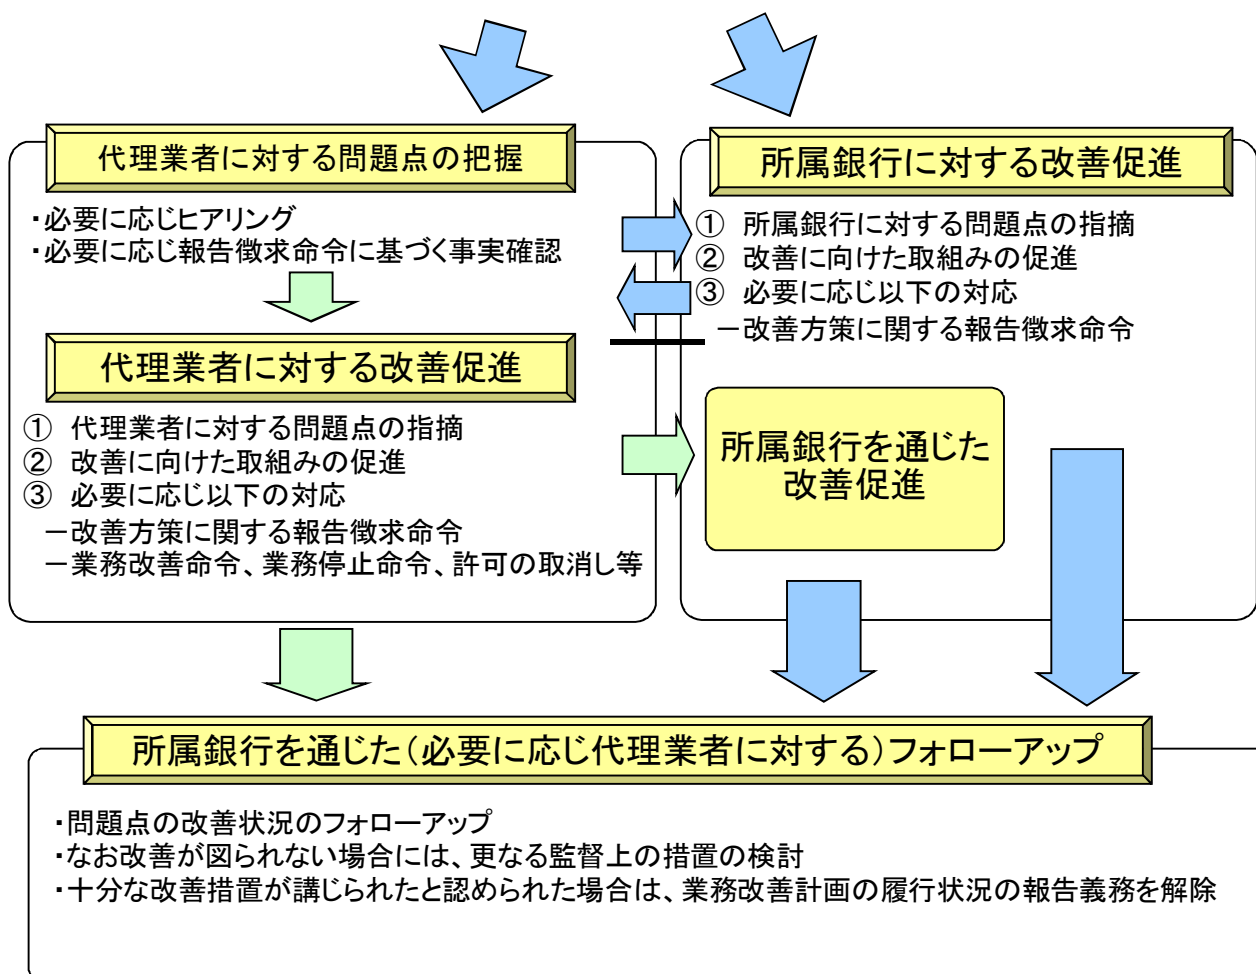 代理業者に対する問題点の把握
・必要に応じヒアリング
・必要に応じ報告徴求命令に基づく事実確認
代理業者に対する改善促進
① 代理業者に対する問題点の指摘
② 改善に向けた取組みの促進
③ 必要に応じ以下の対応
－改善方策に関する報告徴求命令
－業務改善命令、業務停止命令、許可の取消し等
所属銀行に対する改善促進
① 所属銀行に対する問題点の指摘
② 改善に向けた取組みの促進
③ 必要に応じ以下の対応
－改善方策に関する報告徴求命令
所属銀行を通じた
改善促進
所属銀行を通じた（必要に応じ代理業者に対する）フォローアップ
・問題点の改善状況のフォローアップ
・なお改善が図られない場合には、更なる監督上の措置の検討
・十分な改善措置が講じられたと認められた場合は、業務改善計画の履行状況の報告義務を解除